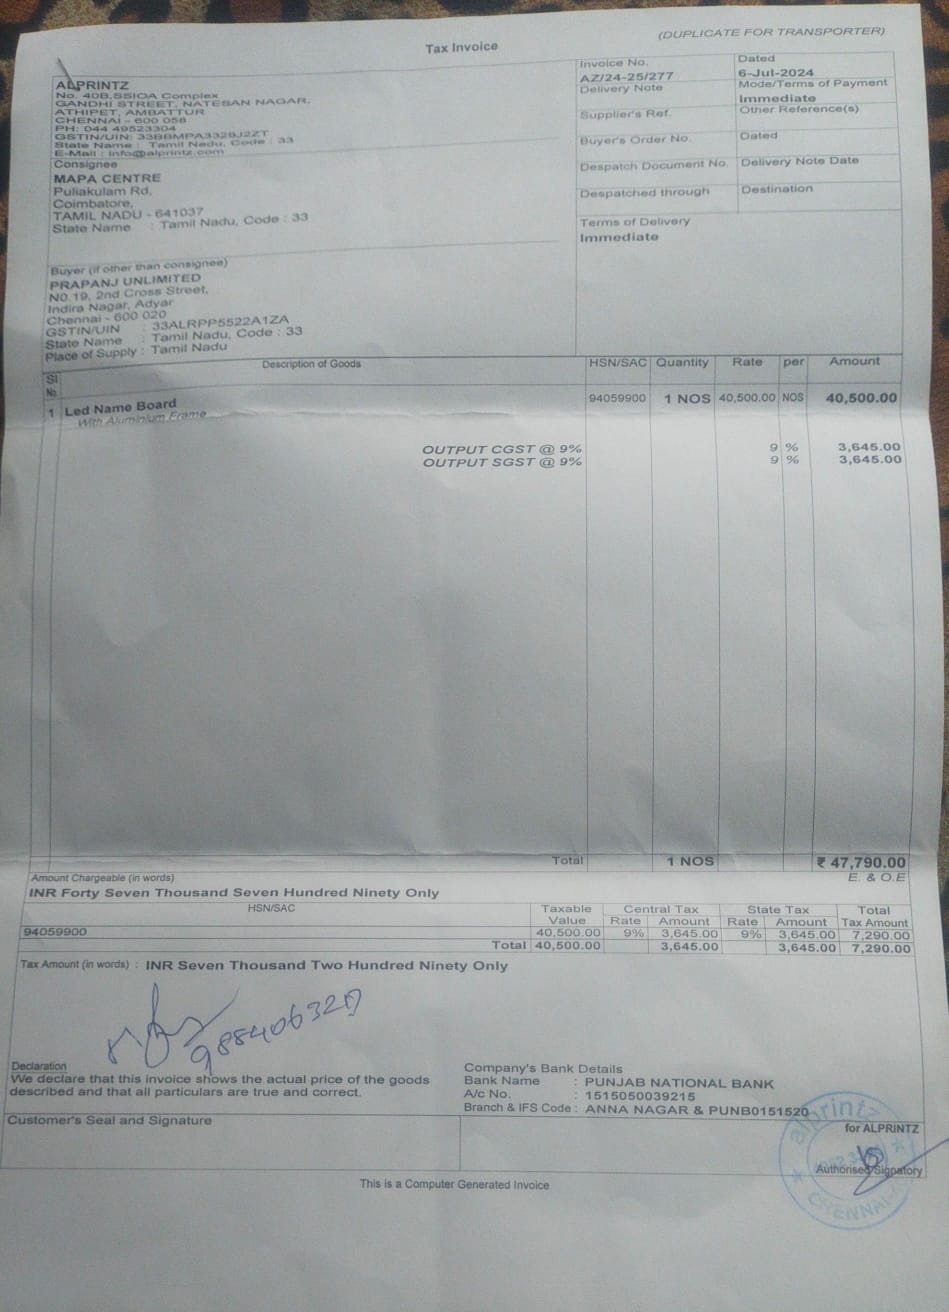 (DUPLICATE FOR TRANSPORTER)
Tax Invoice
ALPRINTZ
No. 40B,SSIOA Complex
GANDHI STREET, NATESAN NAGAR,
ATHIPET, AMBATTUR
CHENNAI - 600 058
PH: 044 49523304
GSTIN/UIN: 33BBMPA3329J2ZT
State Name : Tamil Nadu, Code : 33
E-Mail : info@alprintz.com
Invoice No.
AZ/24-25/277
Dated
6-Jul-2024
Delivery Note
Mode/Terms of Payment
Immediate
Supplier's Ref.
Other Reference(s)
Buyer's Order No.
Dated
Despatch Document No.
Delivery Note Date
Despatched through
Destination
Terms of Delivery
Immediate
Consignee
MAPA CENTRE
Puliakulam Rd,
Coimbatore,
TAMIL NADU - 641037
State Name : Tamil Nadu, Code : 33
Buyer (if other than consignee)
PRAPANJ UNLIMITED
NO.19, 2nd Cross Street,
Indira Nagar, Adyar
Chennai - 600 020
GSTIN/UIN : 33ALRPP5522A1ZA
State Name : Tamil Nadu, Code : 33
Place of Supply : Tamil Nadu
Sl No. Description of Goods HSN/SAC Quantity Rate per Amount
1 Led Name Board 94059900 1 NOS 40,500.00 NOS 40,500.00
With Aluminium Frame
OUTPUT CGST @ 9% 9 % 3,645.00
OUTPUT SGST @ 9% 9 % 3,645.00
Total 1 NOS ₹ 47,790.00
Amount Chargeable (in words) E. & O.E
INR Forty Seven Thousand Seven Hundred Ninety Only
HSN/SAC Taxable Value Central Tax Rate Amount State Tax Rate Amount Total Tax Amount
94059900 40,500.00 9% 3,645.00 9% 3,645.00 7,290.00
Total 40,500.00 3,645.00 3,645.00 7,290.00
Tax Amount (in words) : INR Seven Thousand Two Hundred Ninety Only
Declaration
We declare that this invoice shows the actual price of the goods
described and that all particulars are true and correct.
Company's Bank Details
Bank Name : PUNJAB NATIONAL BANK
A/c No. : 1515050039215
Branch & IFS Code : ANNA NAGAR & PUNB0151520
Customer's Seal and Signature
for ALPRINTZ
alprintz
CHENNAI
Authorised Signatory
This is a Computer Generated Invoice